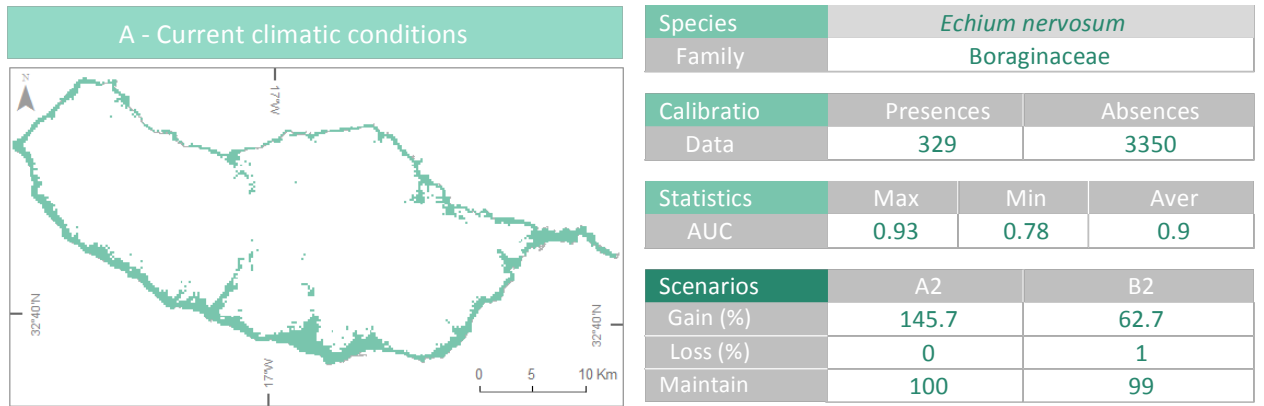 A - Current climatic conditions
N
17°W
32°40'N
32°40'N
17°W
0 5 10 Km
Species Echium nervosum
Family Boraginaceae
Calibratio Presences Absences
Data 329 3350
Statistics Max Min Aver
AUC 0.93 0.78 0.9
Scenarios A2 B2
Gain (%) 145.7 62.7
Loss (%) 0 1
Maintain 100 99